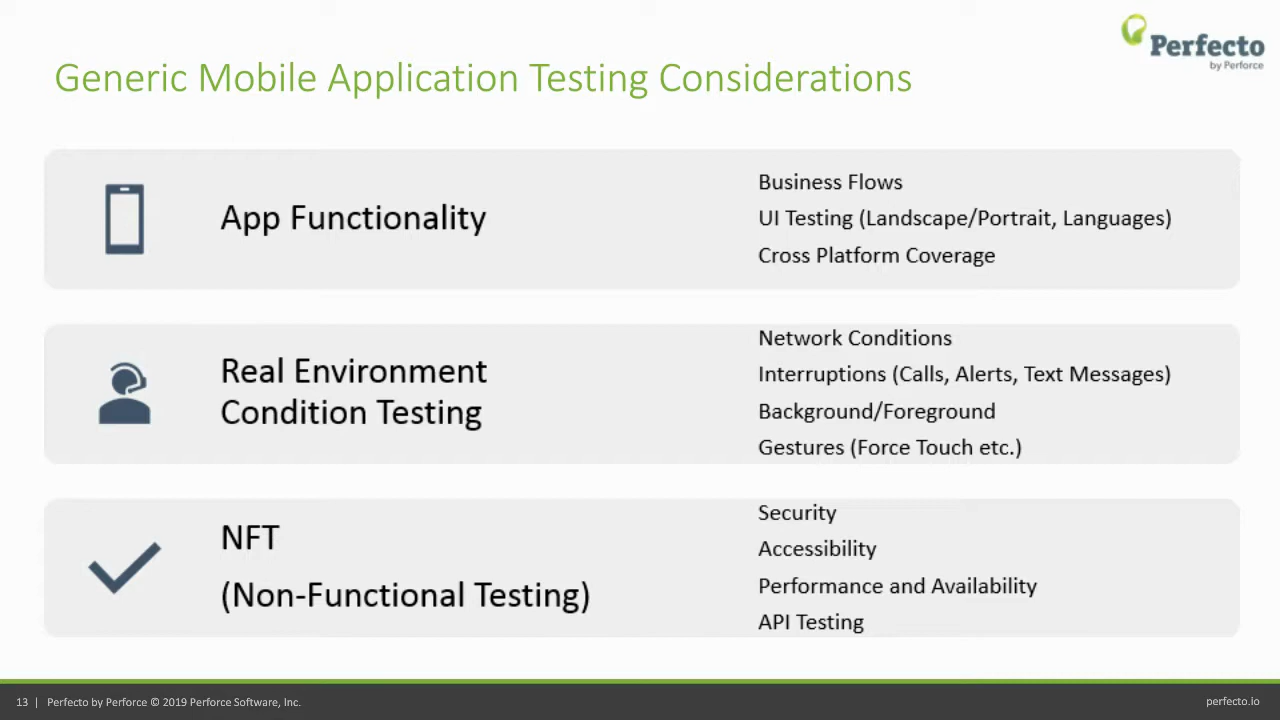 Perfecto
by Perforce
Generic Mobile Application Testing Considerations
App Functionality
Business Flows
UI Testing (Landscape/Portrait, Languages)
Cross Platform Coverage
Real Environment
Condition Testing
Network Conditions
Interruptions (Calls, Alerts, Text Messages)
Background/Foreground
Gestures (Force Touch etc.)
NFT
(Non-Functional Testing)
Security
Accessibility
Performance and Availability
API Testing
13 | Perfecto by Perforce © 2019 Perforce Software, Inc.
perfecto.io